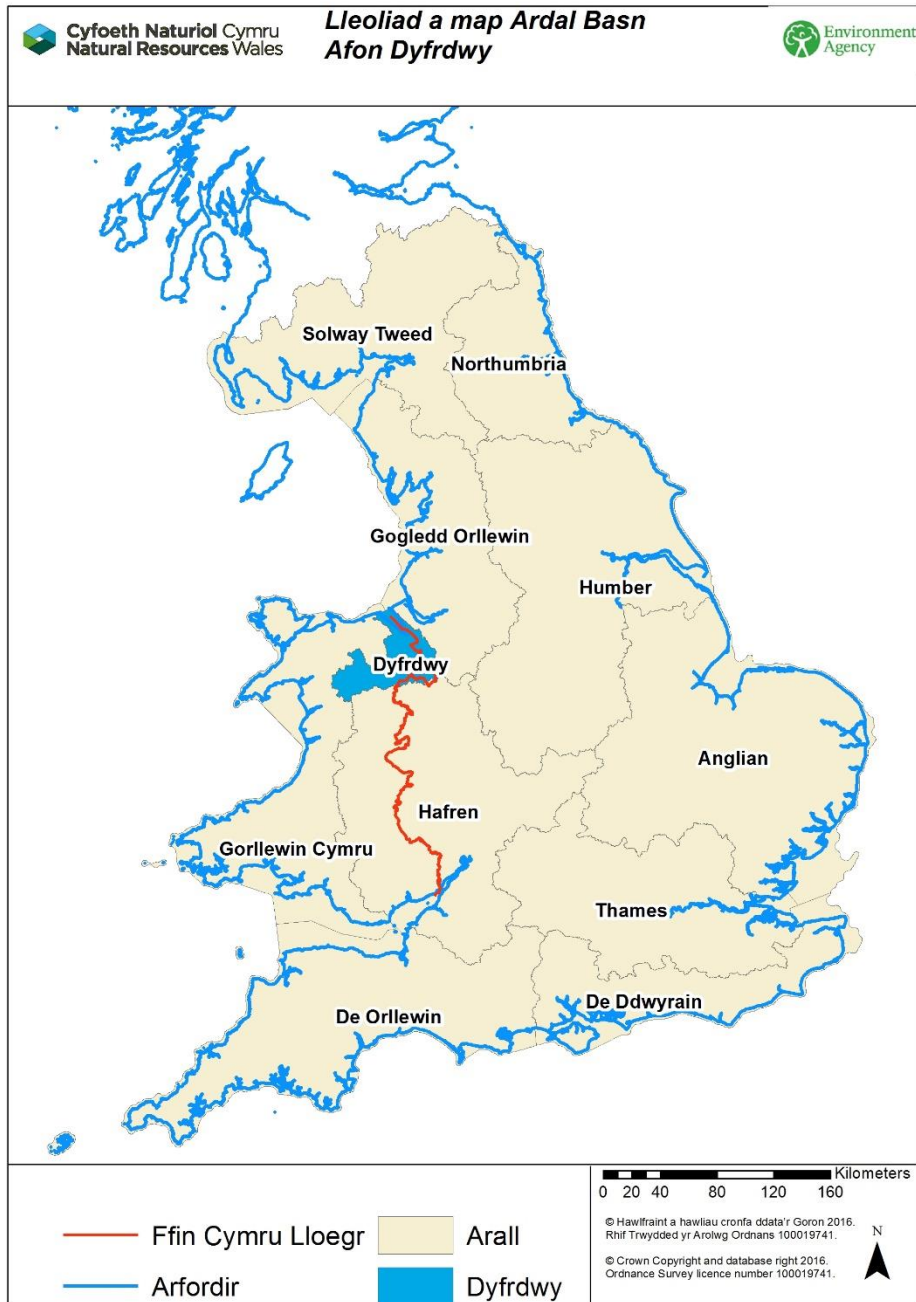 Cyfoeth Naturiol Cymru
Natural Resources Wales
Lleoliad a map Ardal Basn
Afon Dyfrdwy
Environment
Agency
Solway Tweed
Northumbria
Gogledd Orllewin
Humber
Dyfrdwy
Anglian
Hafren
Gorllewin Cymru
Thames
De Ddwyrain
De Orllewin
Kilometers
0 20 40 80 120 160
Ffin Cymru Lloegr
Arall
Arfordir
Dyfrdwy
© Hawlfraint a hawliau cronfa ddata'r Goron 2016.
Rhif Trwydded yr Arolwg Ordnans 100019741.
© Crown Copyright and database right 2016.
Ordnance Survey licence number 100019741.
N